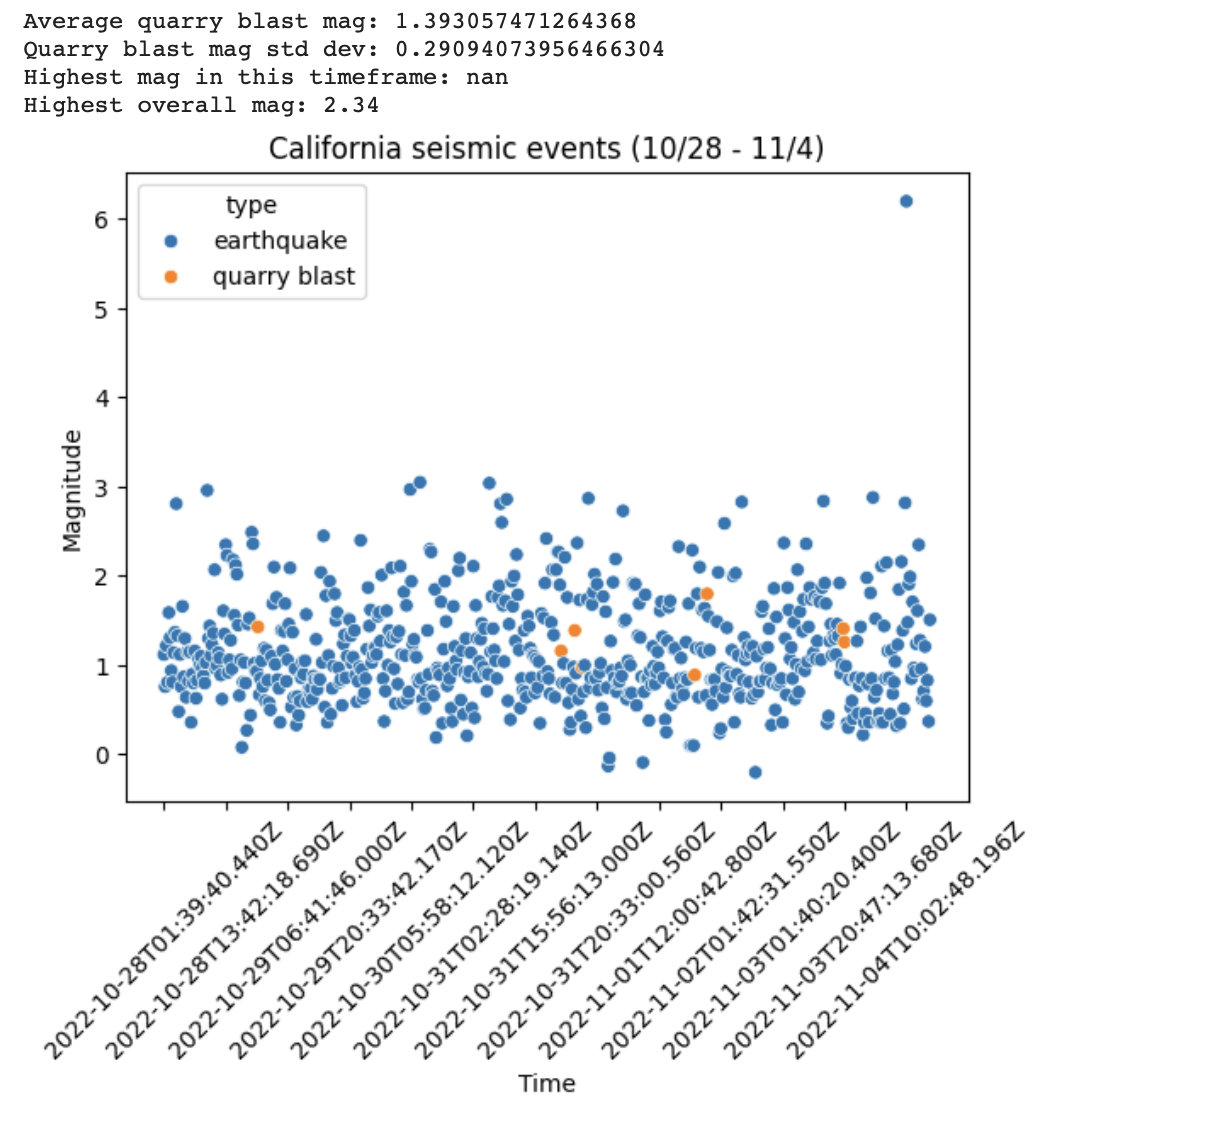 Average quarry blast mag: 1.393057471264368
Quarry blast mag std dev: 0.29094073956466304
Highest mag in this timeframe: nan
Highest overall mag: 2.34
California seismic events (10/28 - 11/4)
type
earthquake
quarry blast
6
5
4
3
2
1
0
Magnitude
2022-10-28T01:39:40.440Z
2022-10-28T13:42:18.690Z
2022-10-29T06:41:46.000Z
2022-10-29T20:33:42.170Z
2022-10-30T05:58:12.120Z
2022-10-31T02:28:19.140Z
2022-10-31T15:56:13.000Z
2022-10-31T20:33:00.560Z
2022-11-01T12:00:42.800Z
2022-11-02T01:42:31.550Z
2022-11-03T01:40:20.400Z
2022-11-03T20:47:13.680Z
2022-11-04T10:02:48.196Z
Time